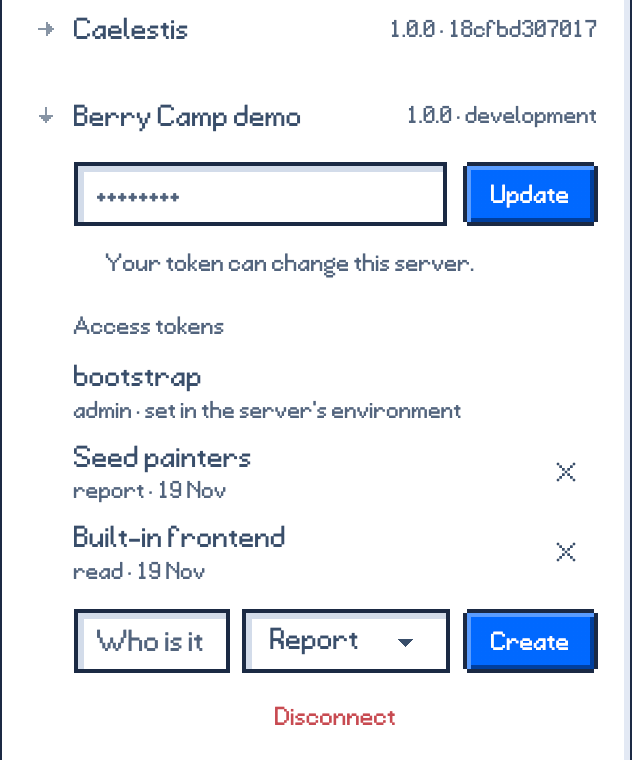 Caelestis 1.0.0 · 18cfbd307017
Berry Camp demo 1.0.0 · development
++++++++ Update
Your token can change this server.
Access tokens
bootstrap
admin · set in the server's environment
Seed painters
report · 19 Nov
Built-in frontend
read · 19 Nov
Who is it Report Create
Disconnect